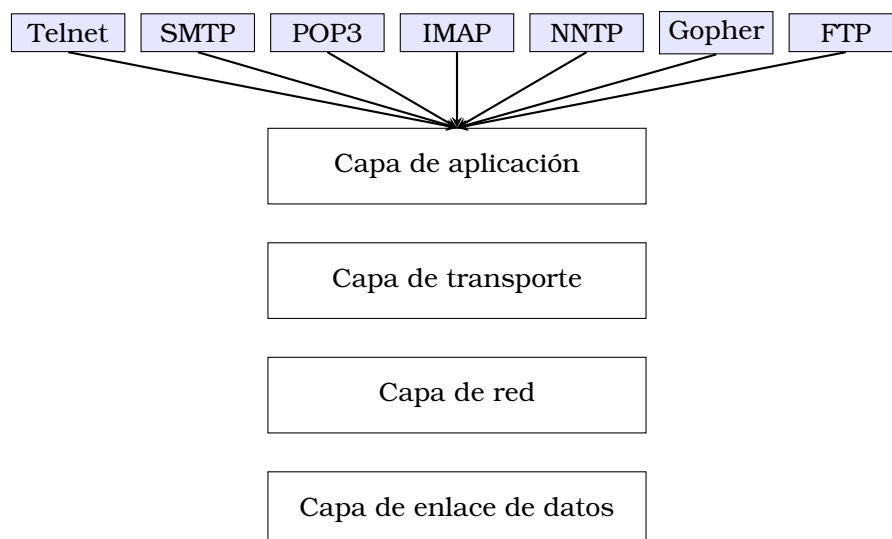 Telnet SMTP POP3 IMAP NNTP Gopher FTP
Capa de aplicación
Capa de transporte
Capa de red
Capa de enlace de datos